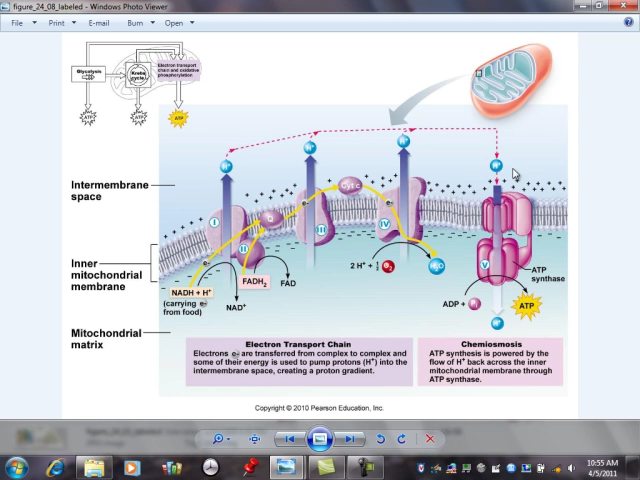 figure_24_08_labeled - Windows Photo Viewer
File Print E-mail Burn Open
Glycolysis
Krebs
cycle
Electron transport
chain and oxidative
phosphorylation
ATP
ATP
ATP
H+
H+
H+
H+
Intermembrane
space
Inner
mitochondrial
membrane
Mitochondrial
matrix
I
II
III
IV
V
Q
Cyt c
e-
e-
e-
NADH + H+
(carrying e-
from food)
NAD+
FADH2
FAD
2 H+ + 1/2 O2
H2O
ADP + Pi
ATP
ATP
synthase
H+
Electron Transport Chain
Electrons e- are transferred from complex to complex and
some of their energy is used to pump protons (H+) into the
intermembrane space, creating a proton gradient.
Chemiosmosis
ATP synthesis is powered by the
flow of H+ back across the inner
mitochondrial membrane through
ATP synthase.
Copyright © 2010 Pearson Education, Inc.
10:55 AM
4/5/2011